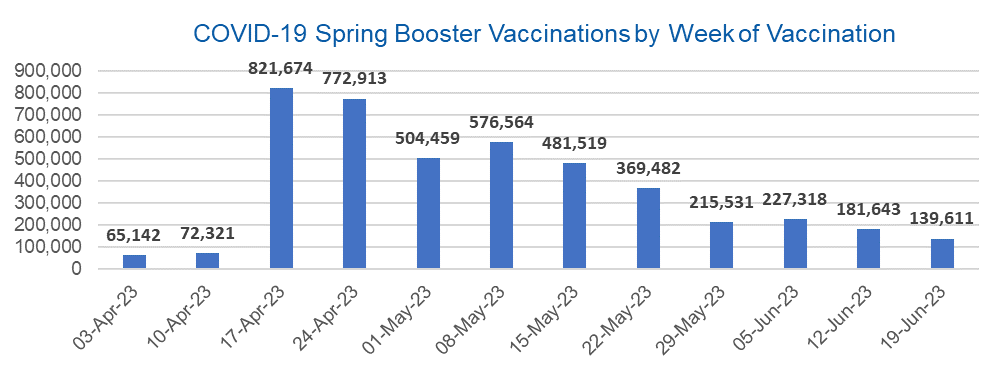 COVID-19 Spring Booster Vaccinations by Week of Vaccination
900,000
800,000
700,000
600,000
500,000
400,000
300,000
200,000
100,000
0
65,142
72,321
821,674
772,913
504,459
576,564
481,519
369,482
215,531
227,318
181,643
139,611
03-Apr-23
10-Apr-23
17-Apr-23
24-Apr-23
01-May-23
08-May-23
15-May-23
22-May-23
29-May-23
05-Jun-23
12-Jun-23
19-Jun-23